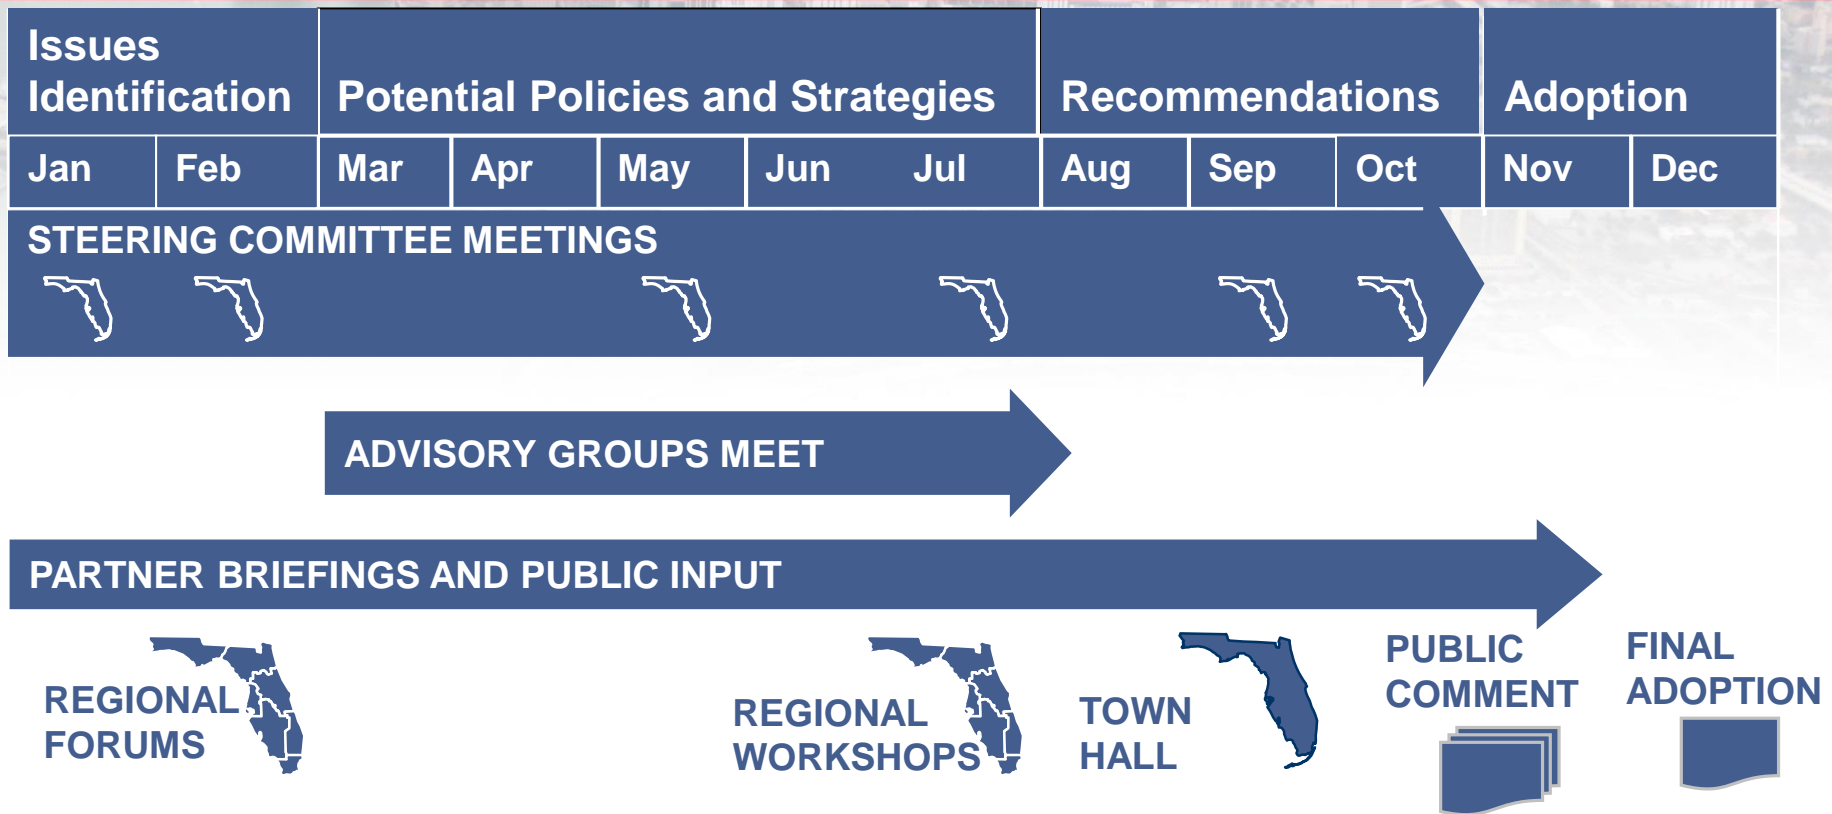 Issues
Identification
Potential Policies and Strategies
Recommendations
Adoption
Jan Feb Mar Apr May Jun Jul Aug Sep Oct Nov Dec
STEERING COMMITTEE MEETINGS
ADVISORY GROUPS MEET
PARTNER BRIEFINGS AND PUBLIC INPUT
REGIONAL
FORUMS
REGIONAL
WORKSHOPS
TOWN
HALL
PUBLIC
COMMENT
FINAL
ADOPTION